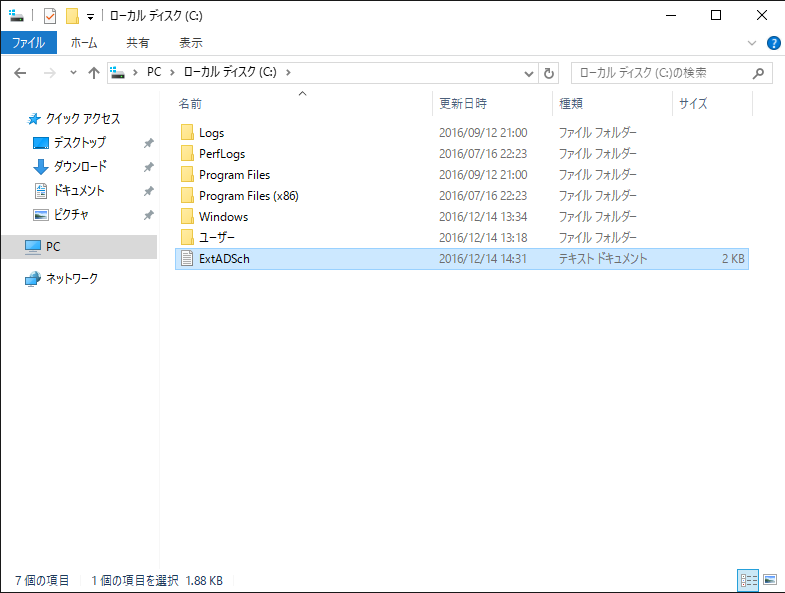 ローカル ディスク (C:)
ファイル ホーム 共有 表示
PC ローカル ディスク (C:) ローカル ディスク (C:)の検索
名前 更新日時 種類 サイズ
クイック アクセス
デスクトップ
ダウンロード
ドキュメント
ピクチャ
PC
ネットワーク
Logs 2016/09/12 21:00 ファイル フォルダー
PerfLogs 2016/07/16 22:23 ファイル フォルダー
Program Files 2016/09/12 21:00 ファイル フォルダー
Program Files (x86) 2016/07/16 22:23 ファイル フォルダー
Windows 2016/12/14 13:34 ファイル フォルダー
ユーザー 2016/12/14 13:18 ファイル フォルダー
ExtADSch 2016/12/14 14:31 テキスト ドキュメント 2 KB
7 個の項目 1 個の項目を選択 1.88 KB